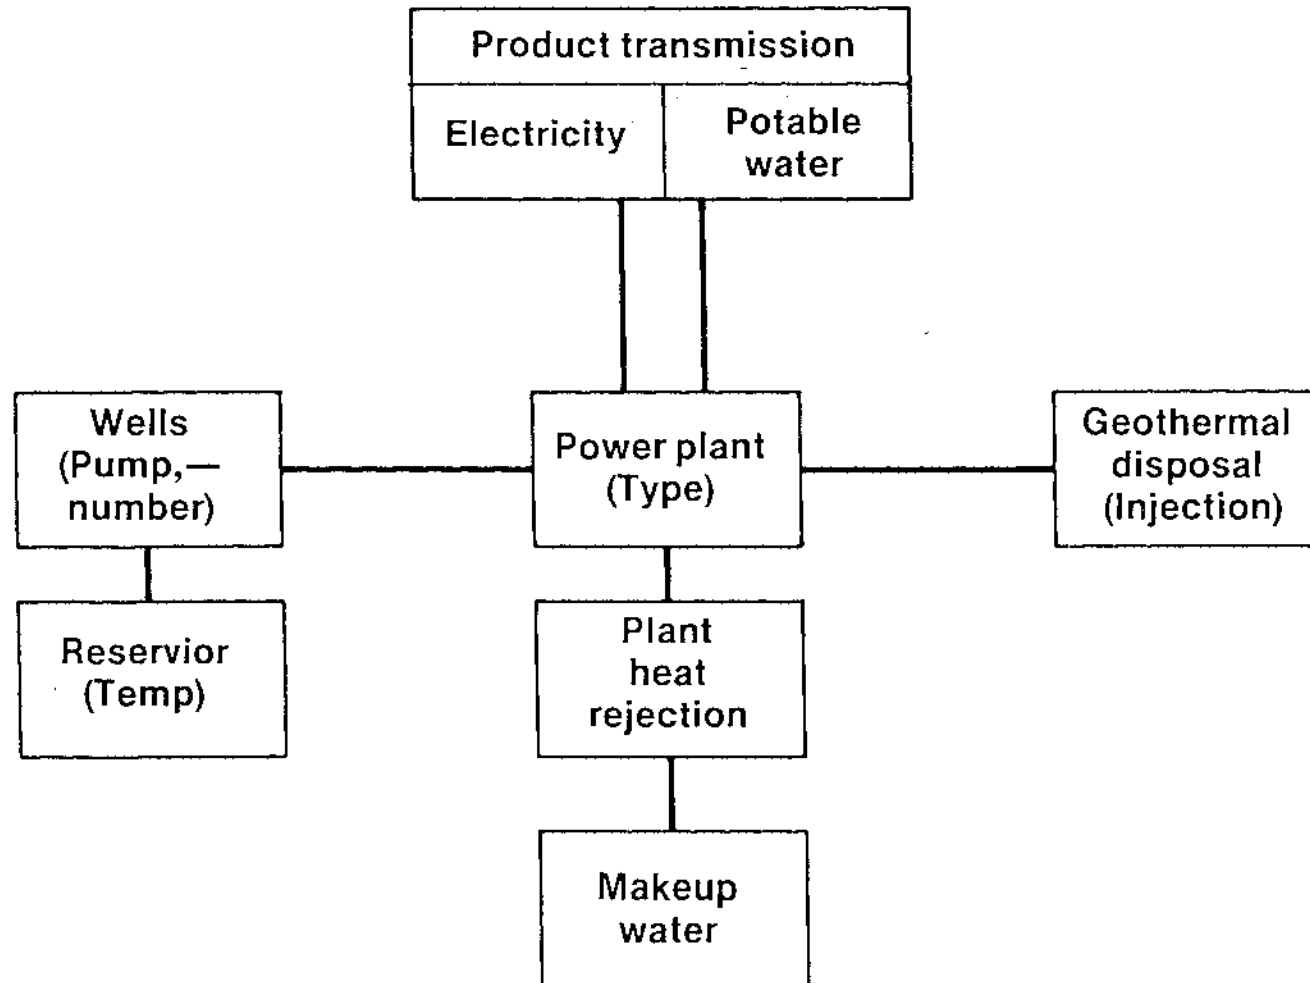 Product transmission
Electricity
Potable
water
Wells
(Pump,—
number)
Power plant
(Type)
Geothermal
disposal
(Injection)
Reservior
(Temp)
Plant
heat
rejection
Makeup
water